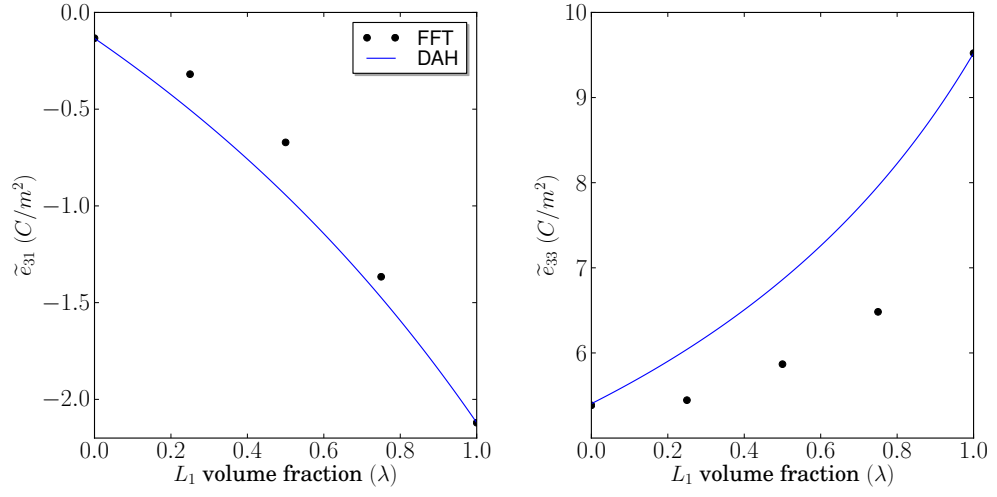 0.0
−0.5
−1.0
−1.5
−2.0
0.0 0.2 0.4 0.6 0.8 1.0
L₁ volume fraction (λ)
ẽ₃₁ (C/m²)
FFT
DAH
10
9
8
7
6
0.0 0.2 0.4 0.6 0.8 1.0
L₁ volume fraction (λ)
ẽ₃₃ (C/m²)